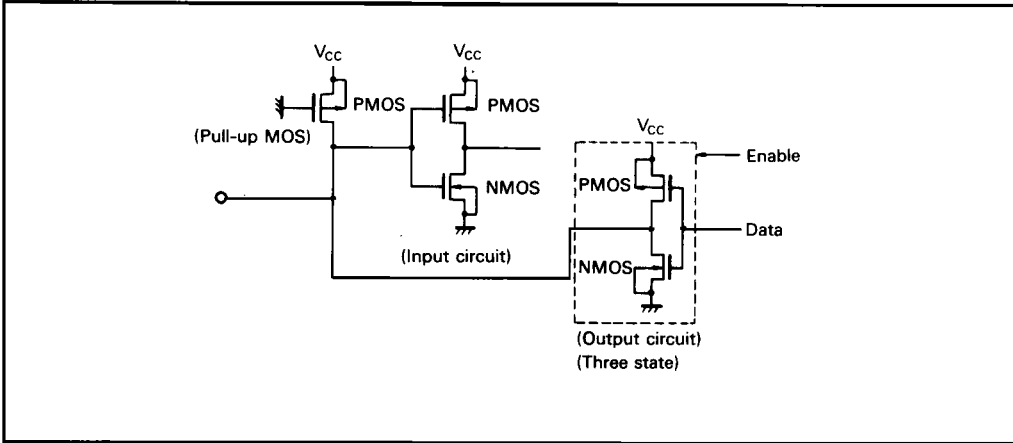 VCC
VCC
PMOS
PMOS
(Pull-up MOS)
VCC
Enable
PMOS
NMOS
Data
(Input circuit)
NMOS
(Output circuit)
(Three state)